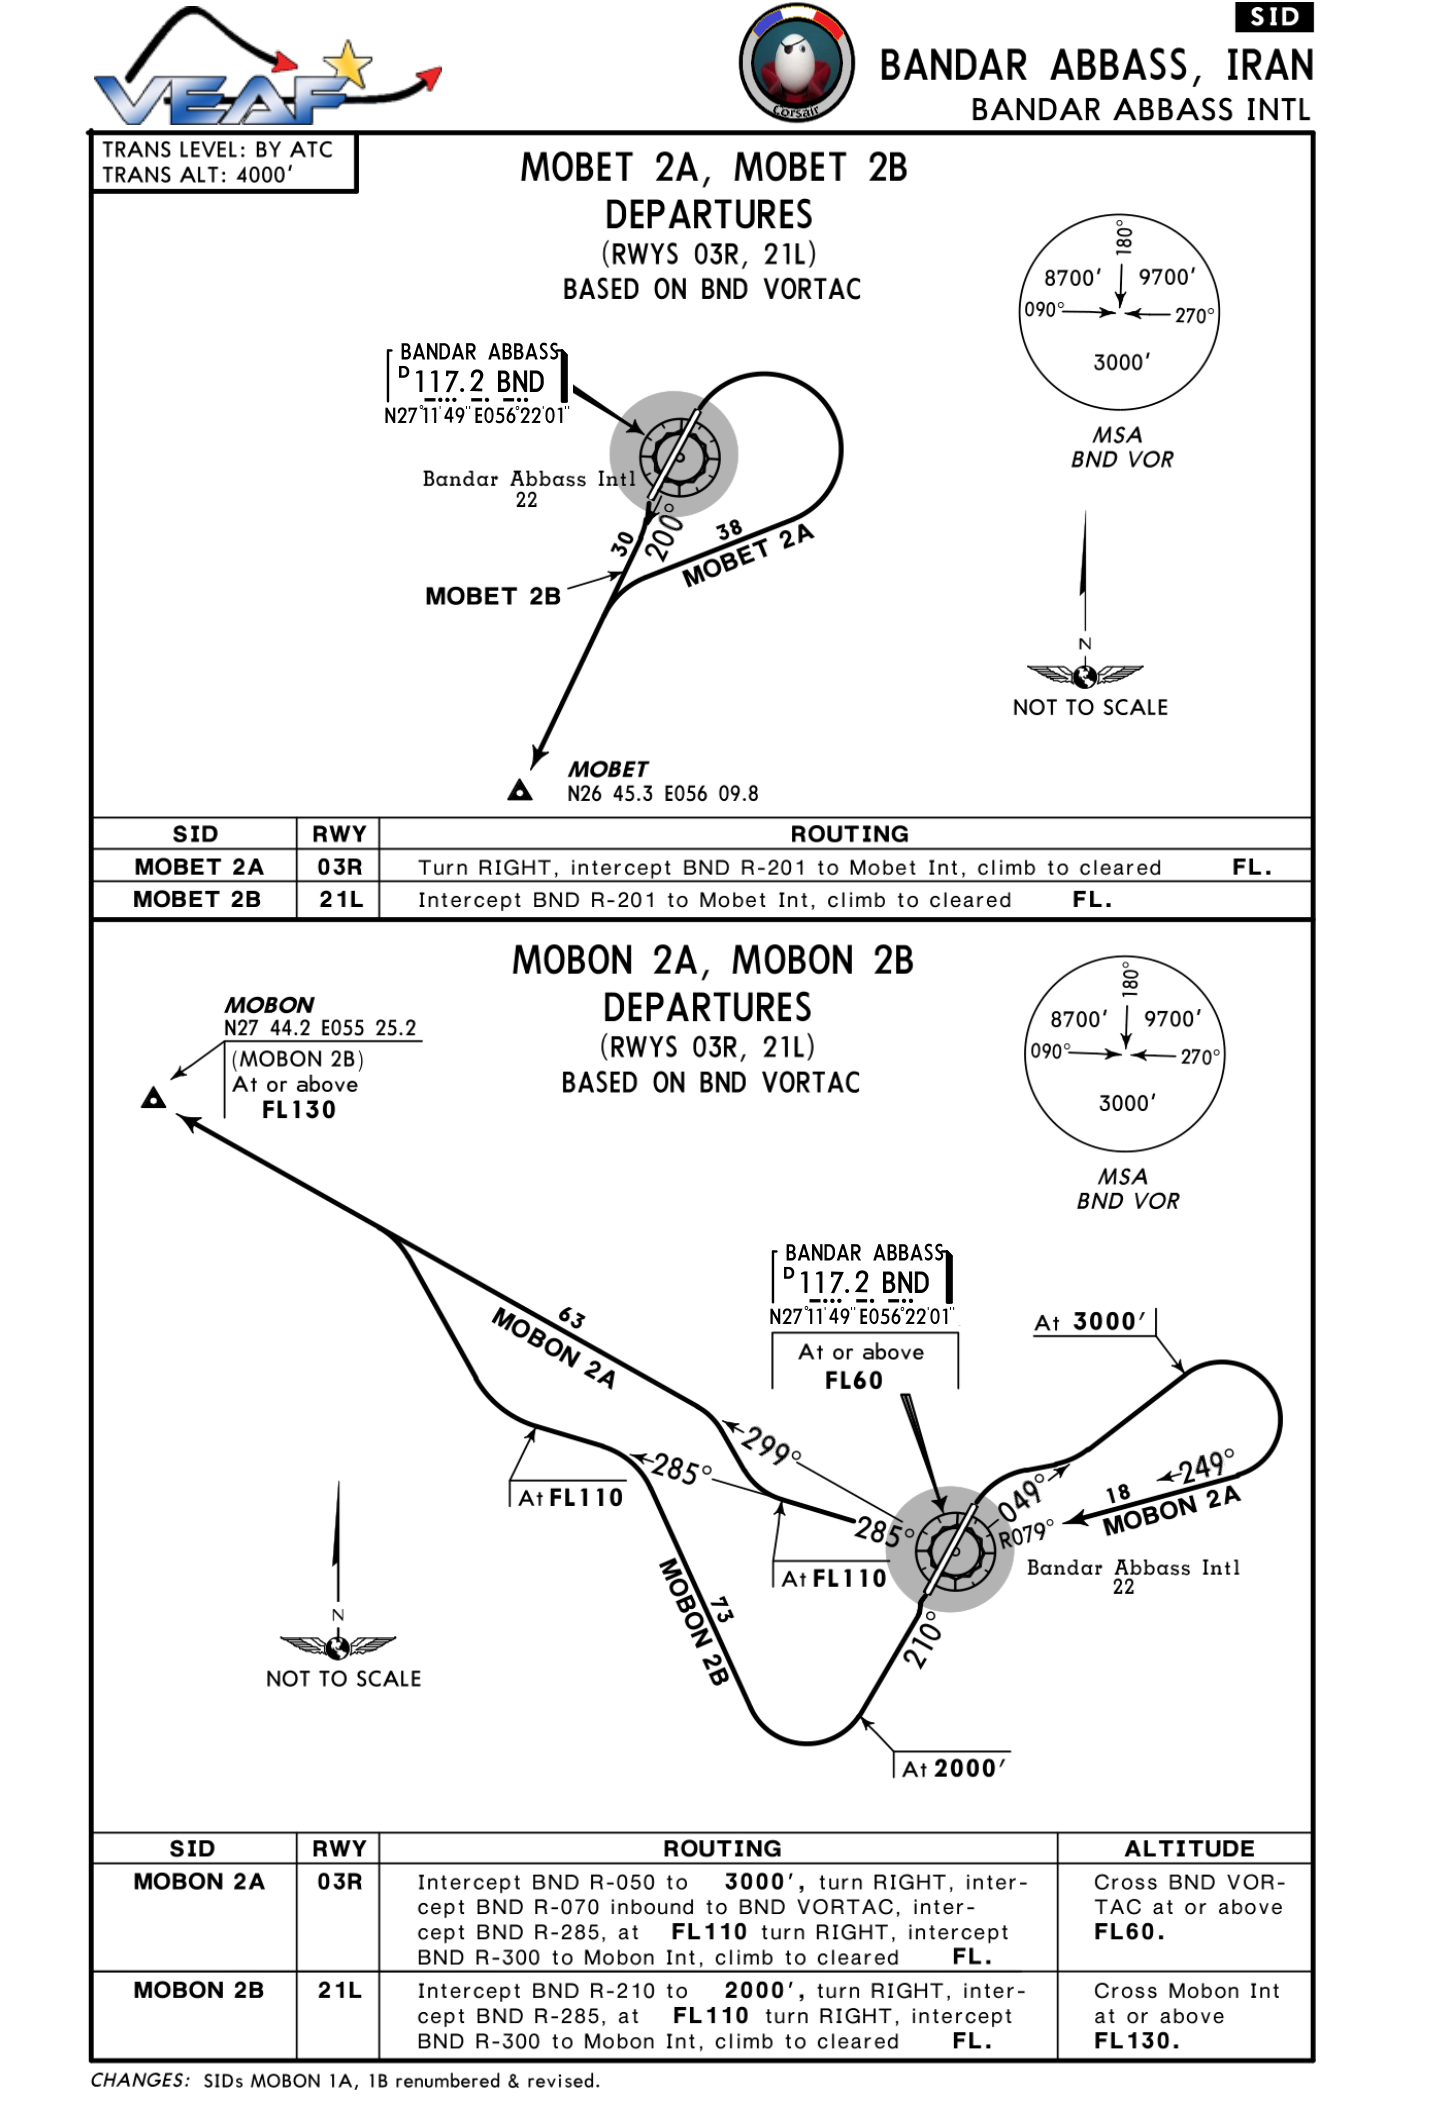 VEAF
Corsair
SID
BANDAR ABBASS, IRAN
BANDAR ABBASS INTL
TRANS LEVEL: BY ATC
TRANS ALT: 4000'
MOBET 2A, MOBET 2B
DEPARTURES
(RWYS 03R, 21L)
BASED ON BND VORTAC
180°
8700' 9700'
090° 270°
3000'
MSA
BND VOR
BANDAR ABBASS
D 117.2 BND
N27°11'49" E056°22'01"
Bandar Abbass Intl
22
200°
30
38
MOBET 2A
MOBET 2B
N
NOT TO SCALE
MOBET
N26 45.3 E056 09.8
SID RWY ROUTING
MOBET 2A 03R Turn RIGHT, intercept BND R-201 to Mobet Int, climb to cleared FL.
MOBET 2B 21L Intercept BND R-201 to Mobet Int, climb to cleared FL.
MOBON 2A, MOBON 2B
DEPARTURES
(RWYS 03R, 21L)
BASED ON BND VORTAC
180°
8700' 9700'
090° 270°
3000'
MSA
BND VOR
MOBON
N27 44.2 E055 25.2
(MOBON 2B)
At or above
FL130
BANDAR ABBASS
D 117.2 BND
N27°11'49" E056°22'01"
At or above
FL60
At 3000'
63
MOBON 2A
299°
285°
At FL110
285°
At FL110
049°
R079°
249°
18
MOBON 2A
Bandar Abbass Intl
22
73
MOBON 2B
210°
At 2000'
N
NOT TO SCALE
SID RWY ROUTING ALTITUDE
MOBON 2A 03R Intercept BND R-050 to 3000', turn RIGHT, inter- Cross BND VOR-
cept BND R-070 inbound to BND VORTAC, inter- TAC at or above
cept BND R-285, at FL110 turn RIGHT, intercept FL60.
BND R-300 to Mobon Int, climb to cleared FL.
MOBON 2B 21L Intercept BND R-210 to 2000', turn RIGHT, inter- Cross Mobon Int
cept BND R-285, at FL110 turn RIGHT, intercept at or above
BND R-300 to Mobon Int, climb to cleared FL. FL130.
CHANGES: SIDs MOBON 1A, 1B renumbered & revised.